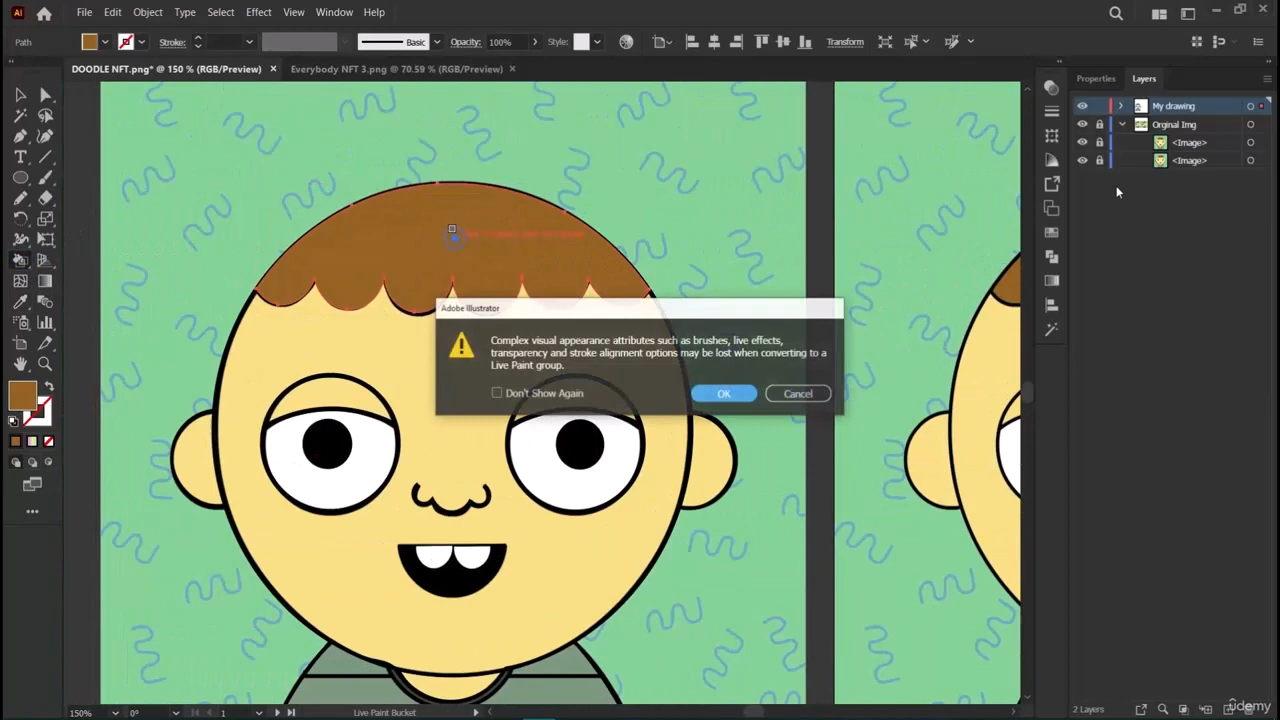 Ai File Edit Object Type Select Effect View Window Help
Path Stroke: Basic Opacity: 100% Style: Transform
DOODLE NFT.png* @ 150 % (RGB/Preview) × Everybody NFT 3.png @ 70.59 % (RGB/Preview) ×
Properties Layers
My drawing
Orginal Img
<Image>
<Image>
Adobe Illustrator
Complex visual appearance attributes such as brushes, live effects,
transparency and stroke alignment options may be lost when converting to a
Live Paint group.
Don't Show Again OK Cancel
150% 0° 1 Live Paint Bucket 2 Layers
Udemy